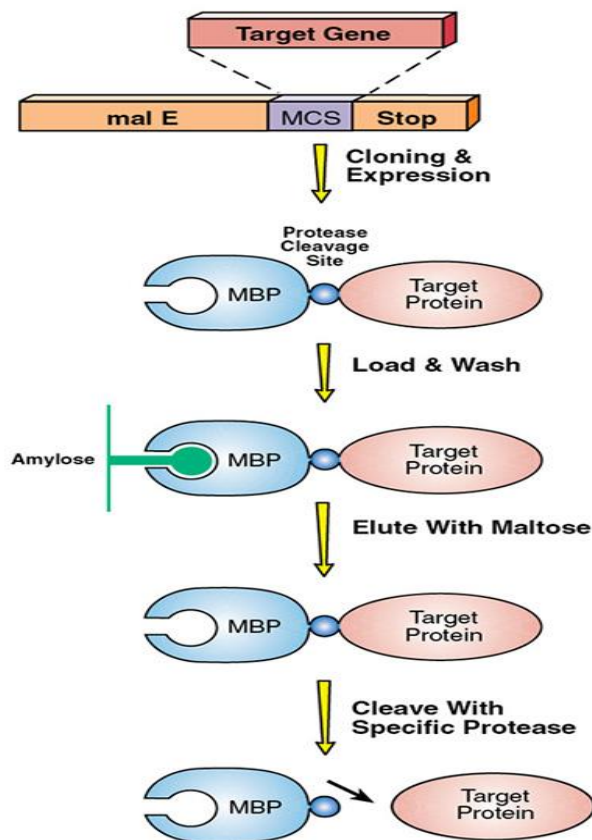 Target Gene
mal E MCS Stop
Cloning &
Expression
Protease
Cleavage
Site
MBP Target
Protein
Load & Wash
Amylose MBP Target
Protein
Elute With Maltose
MBP Target
Protein
Cleave With
Specific Protease
MBP Target
Protein